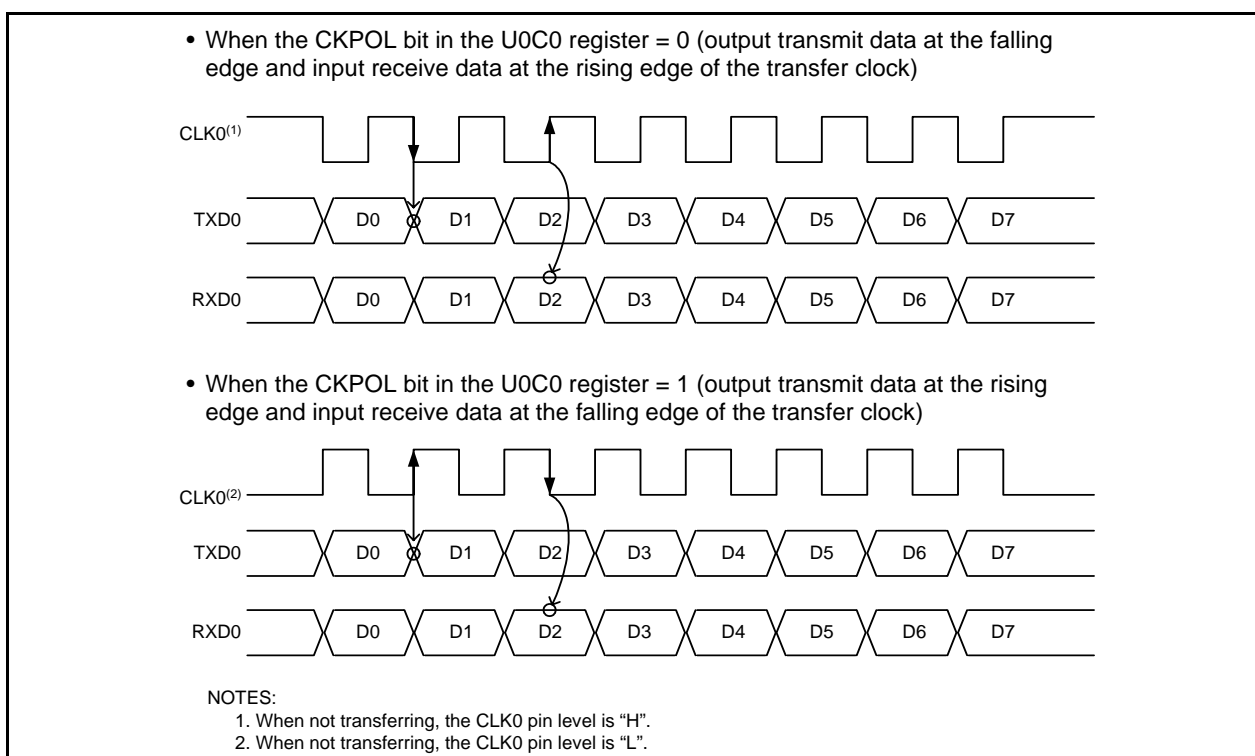 • When the CKPOL bit in the U0C0 register = 0 (output transmit data at the falling
edge and input receive data at the rising edge of the transfer clock)
CLK0(1)
TXD0 D0 D1 D2 D3 D4 D5 D6 D7
RXD0 D0 D1 D2 D3 D4 D5 D6 D7
• When the CKPOL bit in the U0C0 register = 1 (output transmit data at the rising
edge and input receive data at the falling edge of the transfer clock)
CLK0(2)
TXD0 D0 D1 D2 D3 D4 D5 D6 D7
RXD0 D0 D1 D2 D3 D4 D5 D6 D7
NOTES:
1. When not transferring, the CLK0 pin level is “H”.
2. When not transferring, the CLK0 pin level is “L”.